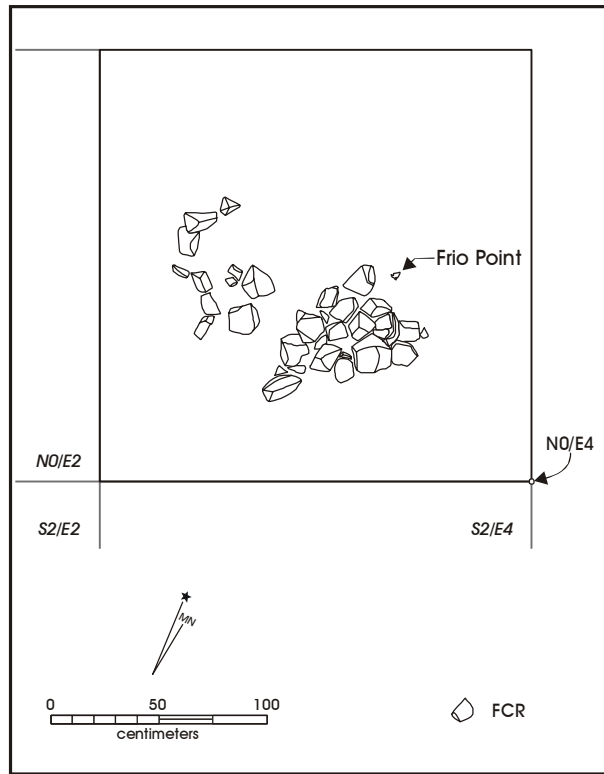 Frio Point
N0/E4
N0/E2
S2/E2
S2/E4
MN
0 50 100
centimeters
FCR